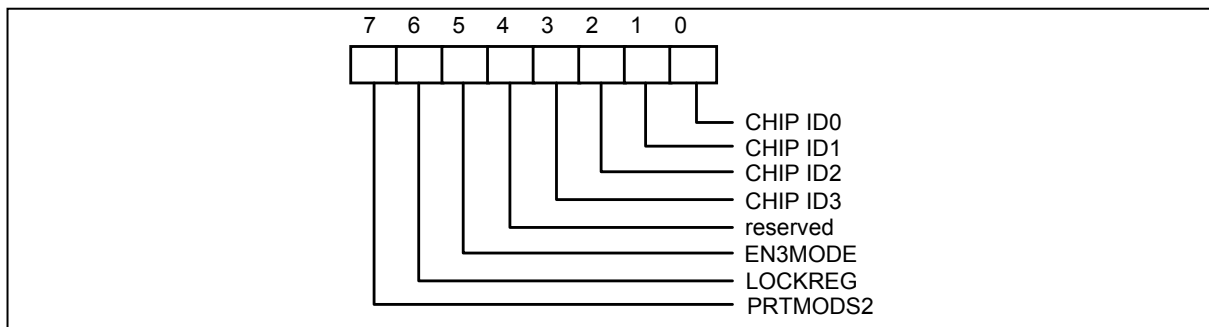 7 6 5 4 3 2 1 0
CHIP ID0
CHIP ID1
CHIP ID2
CHIP ID3
reserved
EN3MODE
LOCKREG
PRTMODS2